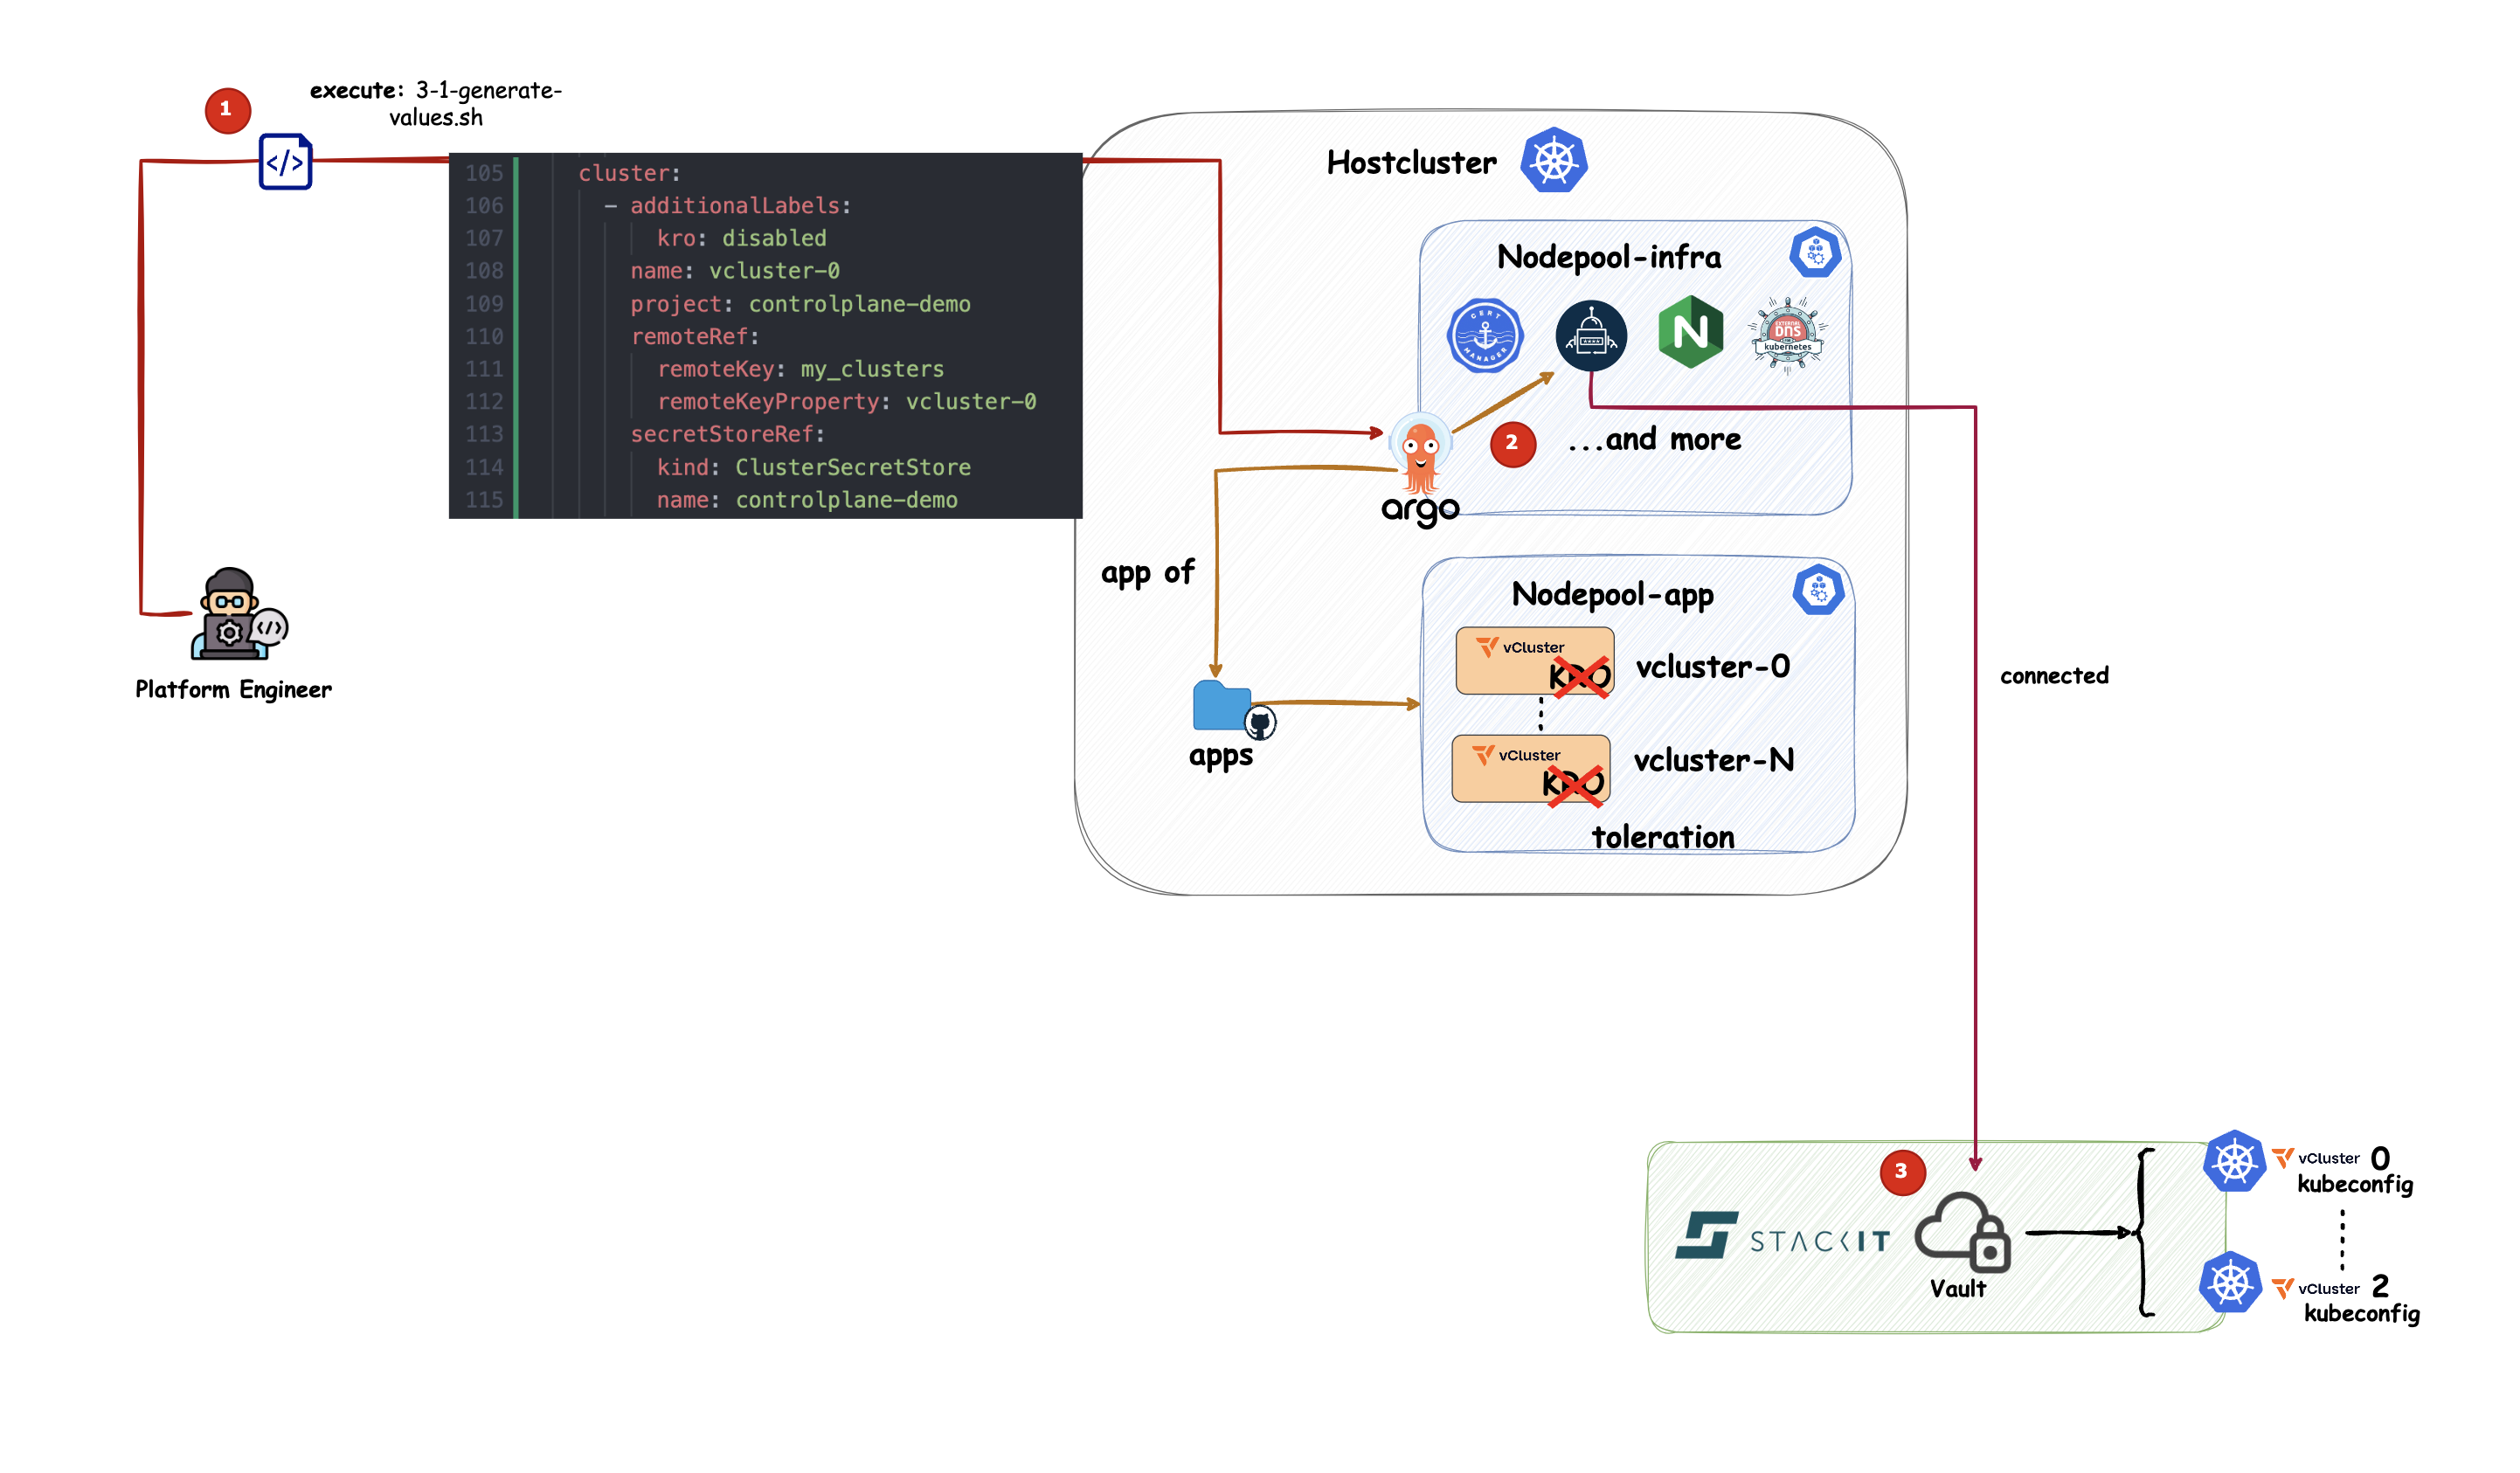 1
execute: 3-1-generate-
values.sh
105 cluster:
106 - additionalLabels:
107 kro: disabled
108 name: vcluster-0
109 project: controlplane-demo
110 remoteRef:
111 remoteKey: my_clusters
112 remoteKeyProperty: vcluster-0
113 secretStoreRef:
114 kind: ClusterSecretStore
115 name: controlplane-demo
Platform Engineer
Hostcluster
Nodepool-infra
CERT
MANAGER
N
EXTERNAL
DNS
kubernetes
2
...and more
argo
app of
apps
Nodepool-app
vCluster
KRO
vcluster-0
vCluster
KRO
vcluster-N
toleration
connected
3
STACKIT
Vault
vCluster 0
kubeconfig
vCluster 2
kubeconfig